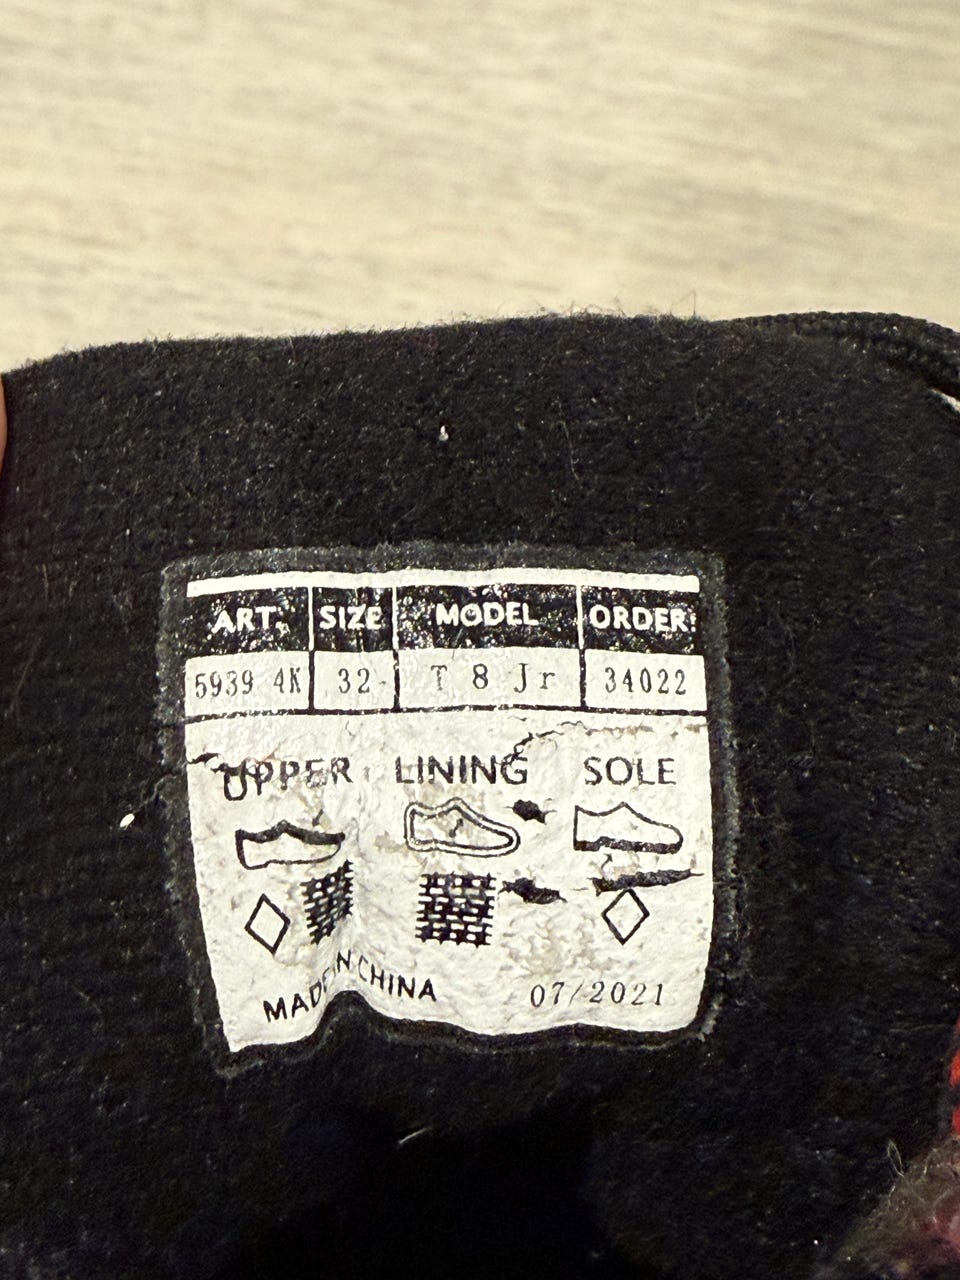 ART. SIZE MODEL ORDER:
5939 4K 32 T 8 Jr 34022
UPPER LINING SOLE
MADE IN CHINA 07/2021